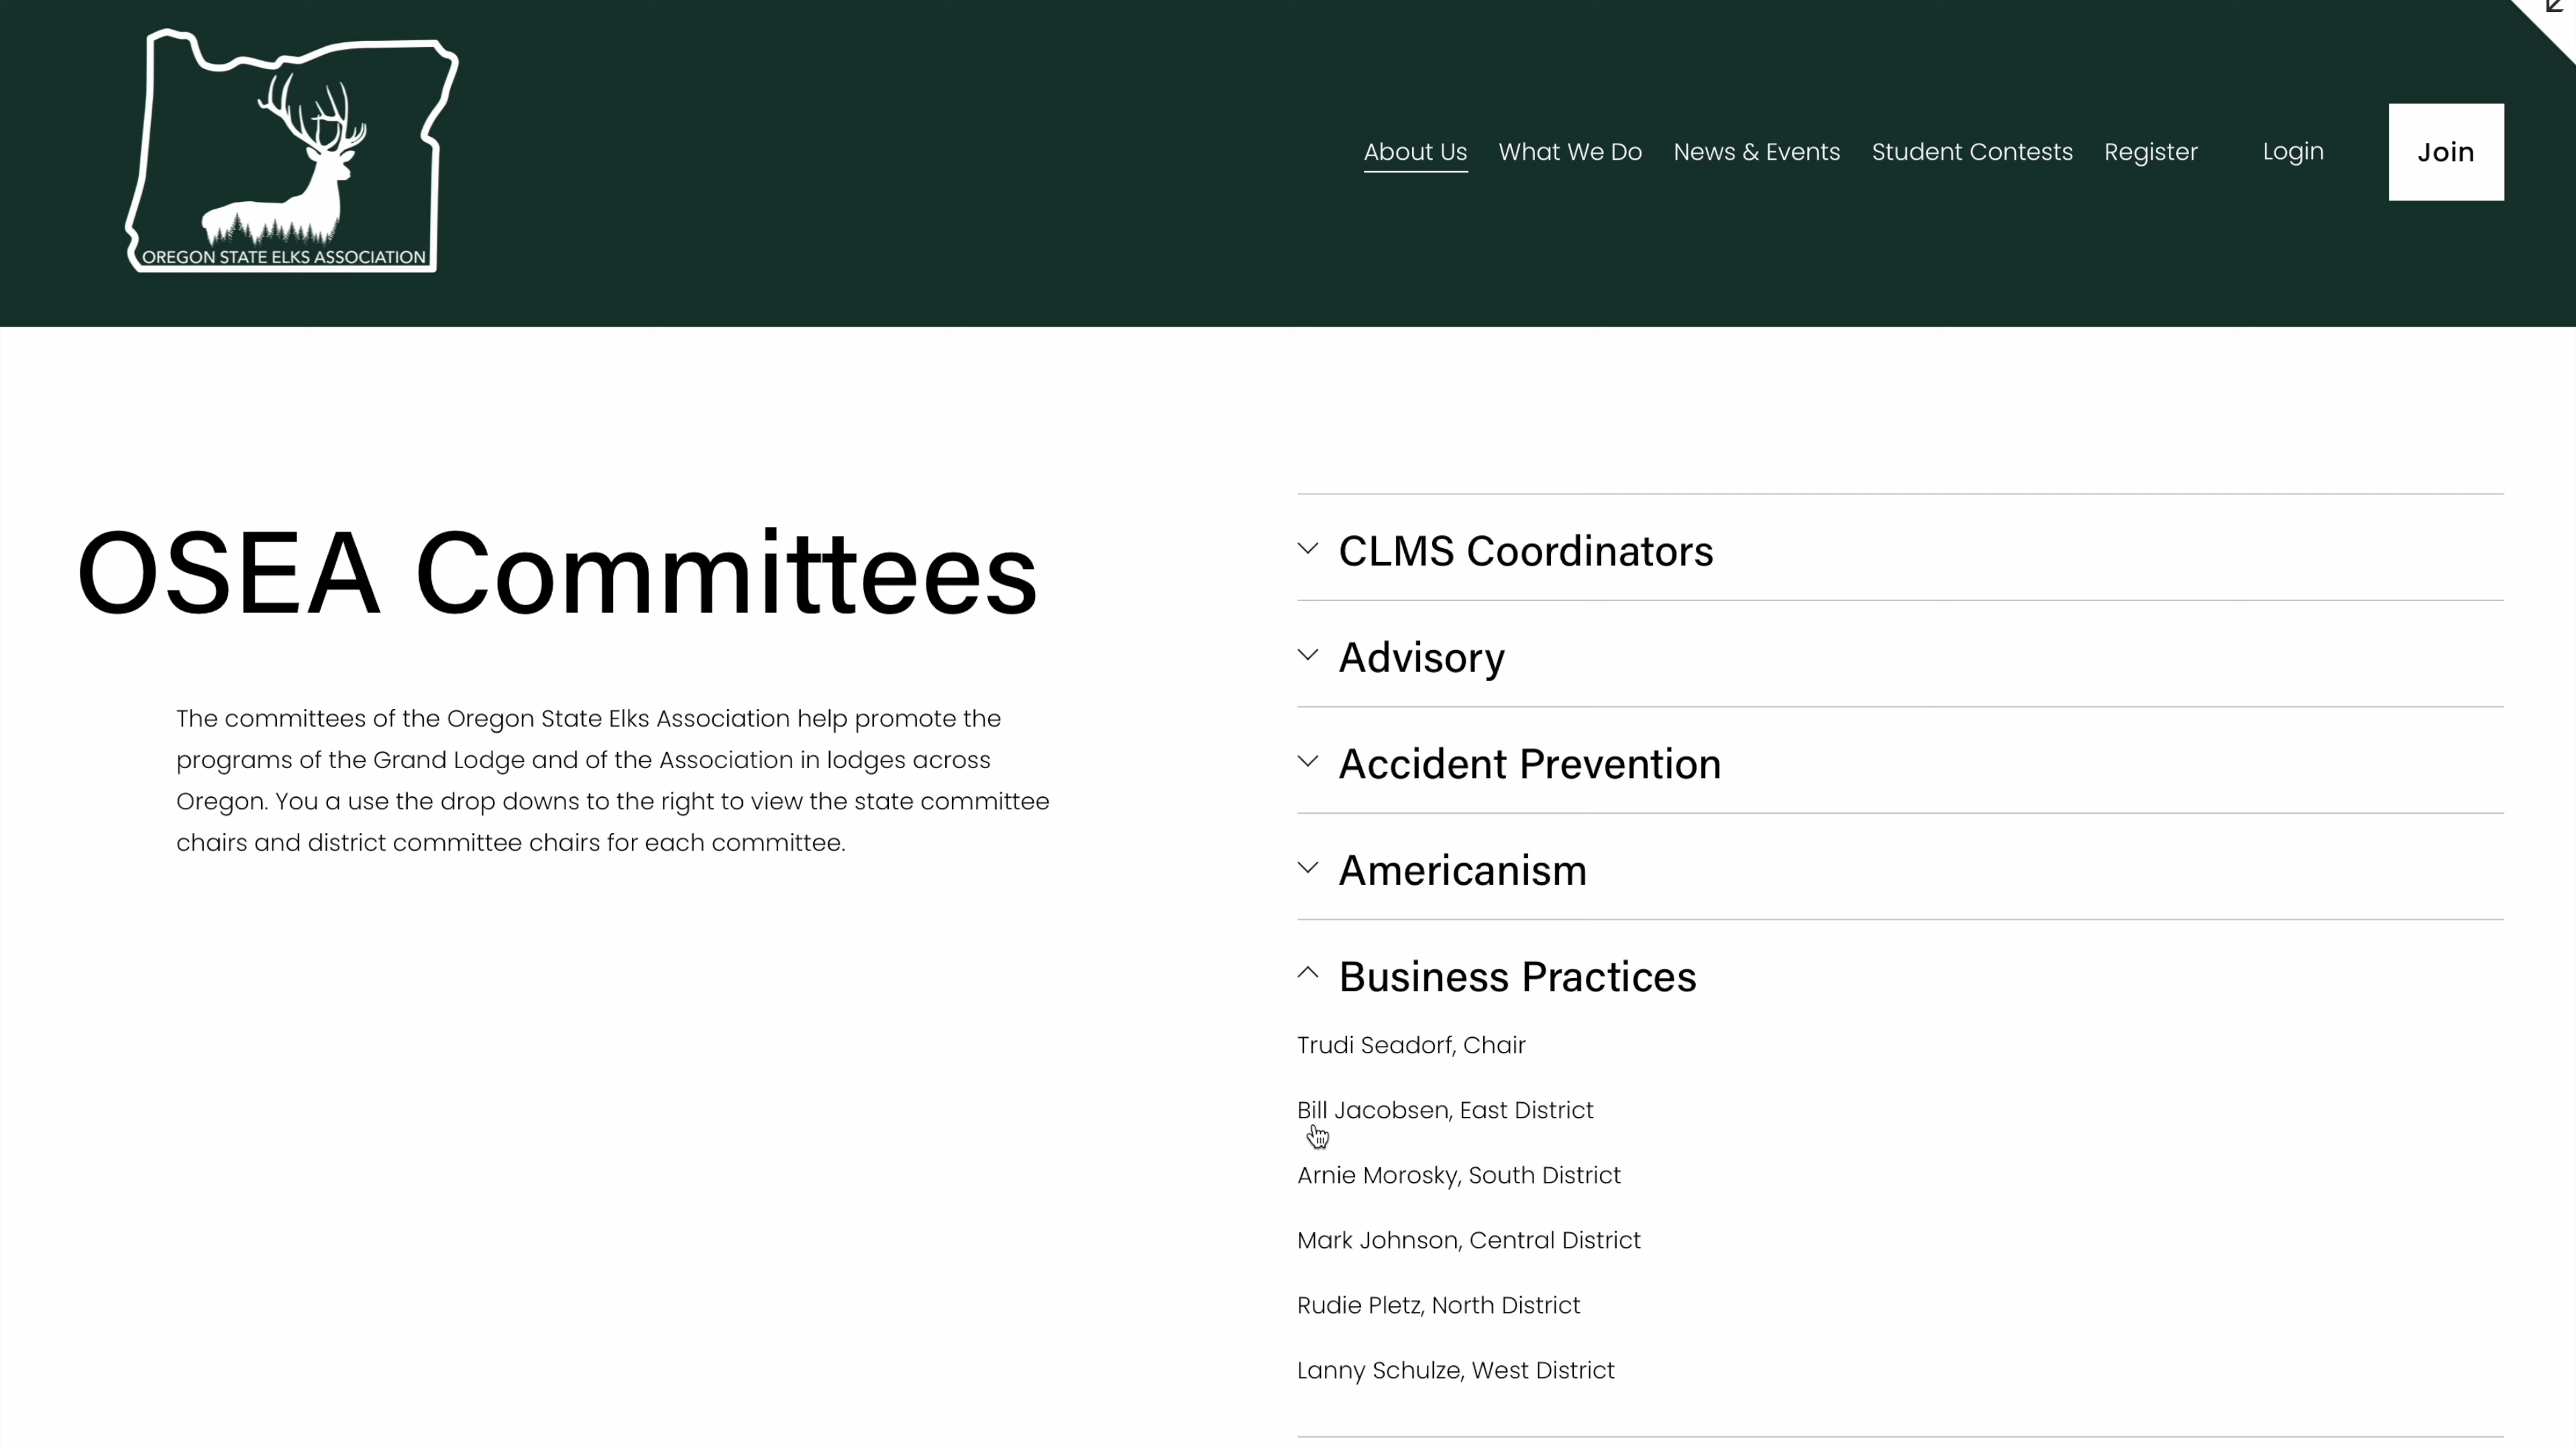 OREGON STATE ELKS ASSOCIATION
About Us What We Do News & Events Student Contests Register Login Join
OSEA Committees
The committees of the Oregon State Elks Association help promote the
programs of the Grand Lodge and of the Association in lodges across
Oregon. You a use the drop downs to the right to view the state committee
chairs and district committee chairs for each committee.
CLMS Coordinators
Advisory
Accident Prevention
Americanism
Business Practices
Trudi Seadorf, Chair
Bill Jacobsen, East District
Arnie Morosky, South District
Mark Johnson, Central District
Rudie Pletz, North District
Lanny Schulze, West District